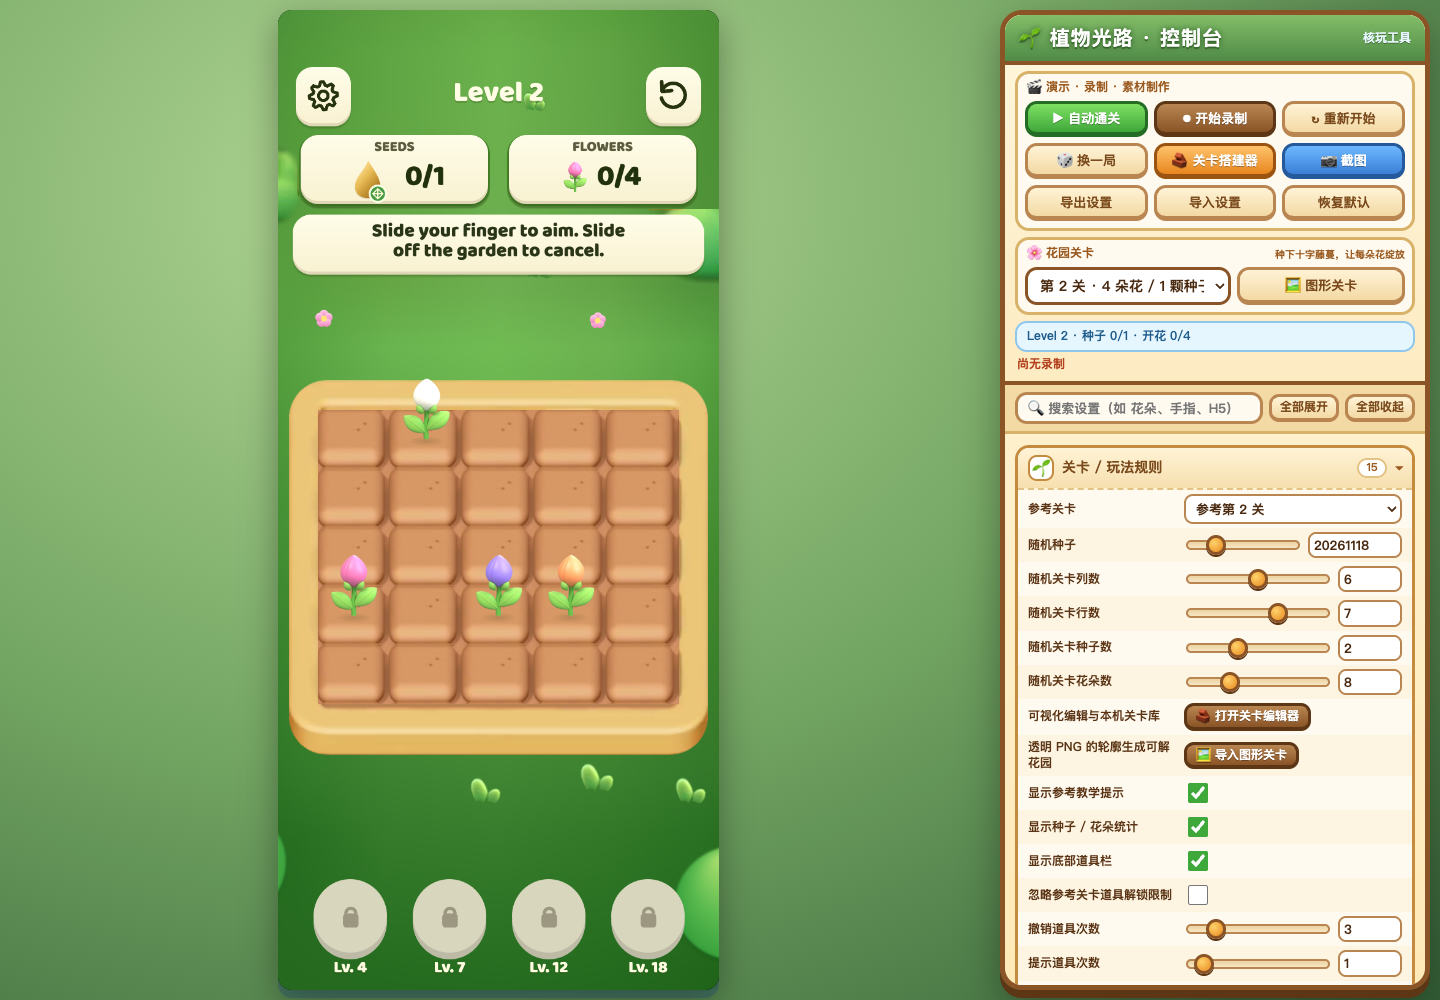 Level 2
SEEDS
0/1
FLOWERS
0/4
Slide your finger to aim. Slide
off the garden to cancel.
Lv. 4
Lv. 7
Lv. 12
Lv. 18
植物光路 · 控制台
核玩工具
演示 · 录制 · 素材制作
自动通关
开始录制
重新开始
换一局
关卡搭建器
截图
导出设置
导入设置
恢复默认
花园关卡
种下十字藤蔓，让每朵花绽放
第 2 关 · 4 朵花 / 1 颗种
图形关卡
Level 2 · 种子 0/1 · 开花 0/4
尚无录制
搜索设置（如 花朵、手指、H5）
全部展开
全部收起
关卡 / 玩法规则
15
参考关卡
参考第 2 关
随机种子
20261118
随机关卡列数
6
随机关卡行数
7
随机关卡种子数
2
随机关卡花朵数
8
可视化编辑与本机关卡库
打开关卡编辑器
透明 PNG 的轮廓生成可解
花园
导入图形关卡
显示参考教学提示
显示种子 / 花朵统计
显示底部道具栏
忽略参考关卡道具解锁限制
撤销道具次数
3
提示道具次数
1